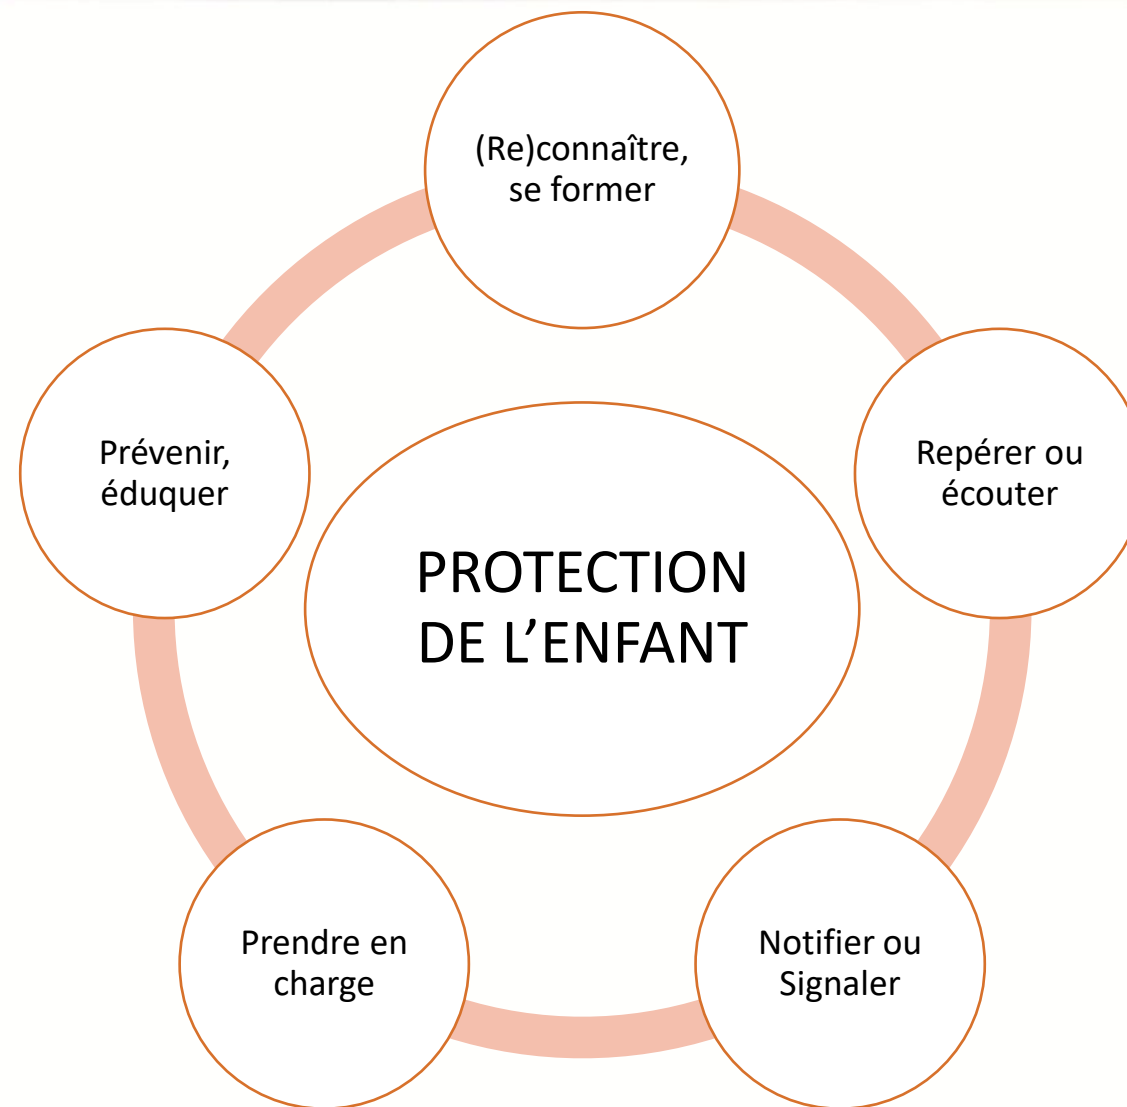 (Re)connaître,
se former
Repérer ou
écouter
Notifier ou
Signaler
Prendre en
charge
Prévenir,
éduquer
PROTECTION
DE L’ENFANT